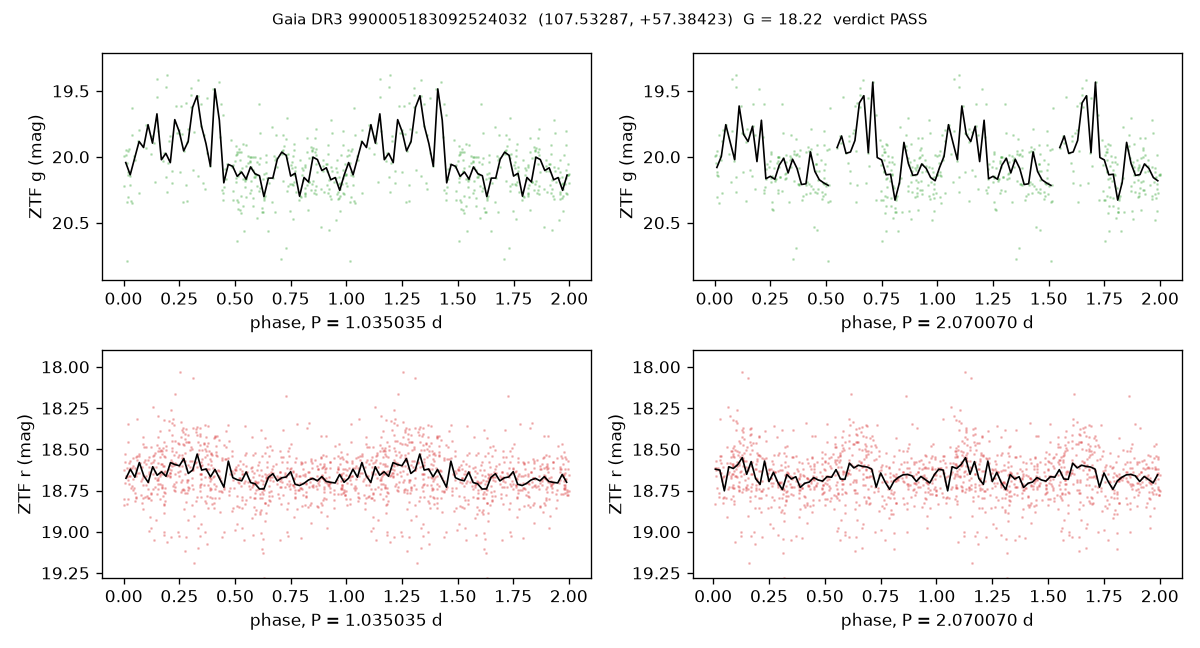 Gaia DR3 990005183092524032 (107.53287, +57.38423) G = 18.22 verdict PASS
ZTF g (mag)
19.5
20.0
20.5
0.00 0.25 0.50 0.75 1.00 1.25 1.50 1.75 2.00
phase, P = 1.035035 d
ZTF g (mag)
19.5
20.0
20.5
0.00 0.25 0.50 0.75 1.00 1.25 1.50 1.75 2.00
phase, P = 2.070070 d
ZTF r (mag)
18.00
18.25
18.50
18.75
19.00
19.25
0.00 0.25 0.50 0.75 1.00 1.25 1.50 1.75 2.00
phase, P = 1.035035 d
ZTF r (mag)
18.00
18.25
18.50
18.75
19.00
19.25
0.00 0.25 0.50 0.75 1.00 1.25 1.50 1.75 2.00
phase, P = 2.070070 d